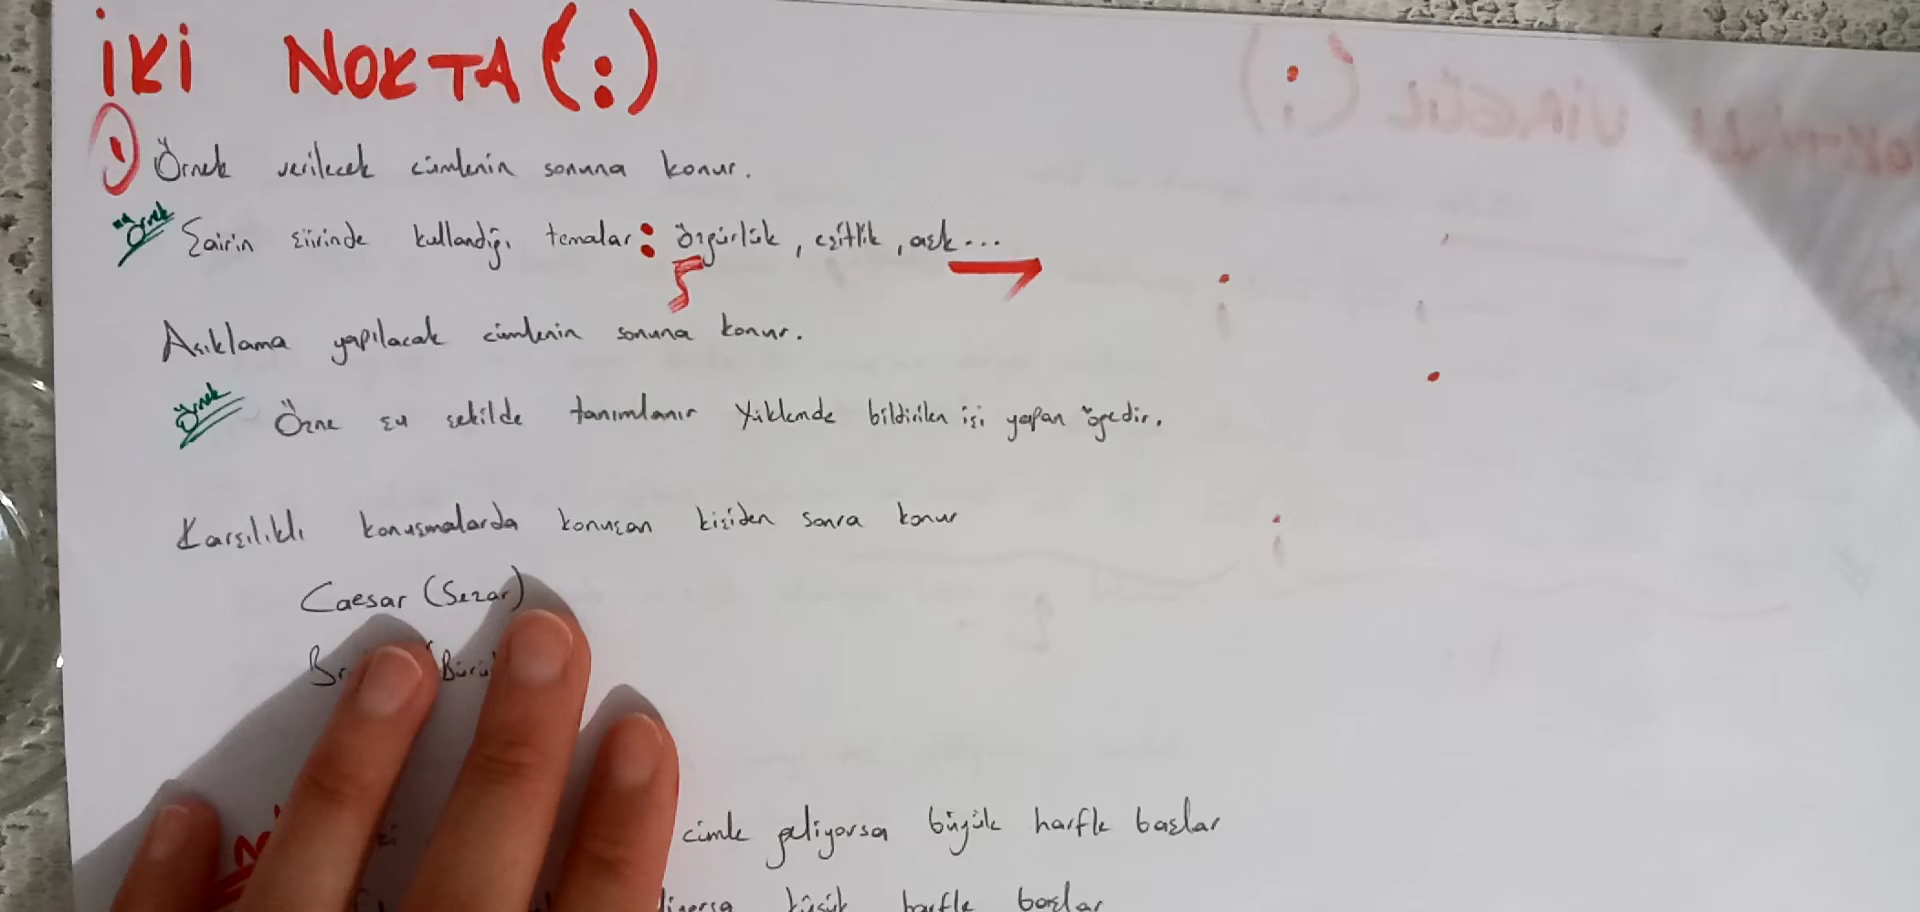 İKİ NOKTA (:)
1 Örnek verilecek cümlenin sonuna konur.
Örnek Şairin şiirinde kullandığı temalar: özgürlük, eşitlik, aşk...
Açıklama yapılacak cümlenin sonuna konur.
Örnek Özne şu şekilde tanımlanır Yüklemde bildirilen işi yapan öğedir.
Karşılıklı konuşmalarda konuşan kişiden sonra konur
Caesar (Sezar)
cümle geliyorsa büyük harfle başlar
küçük harfle başlar